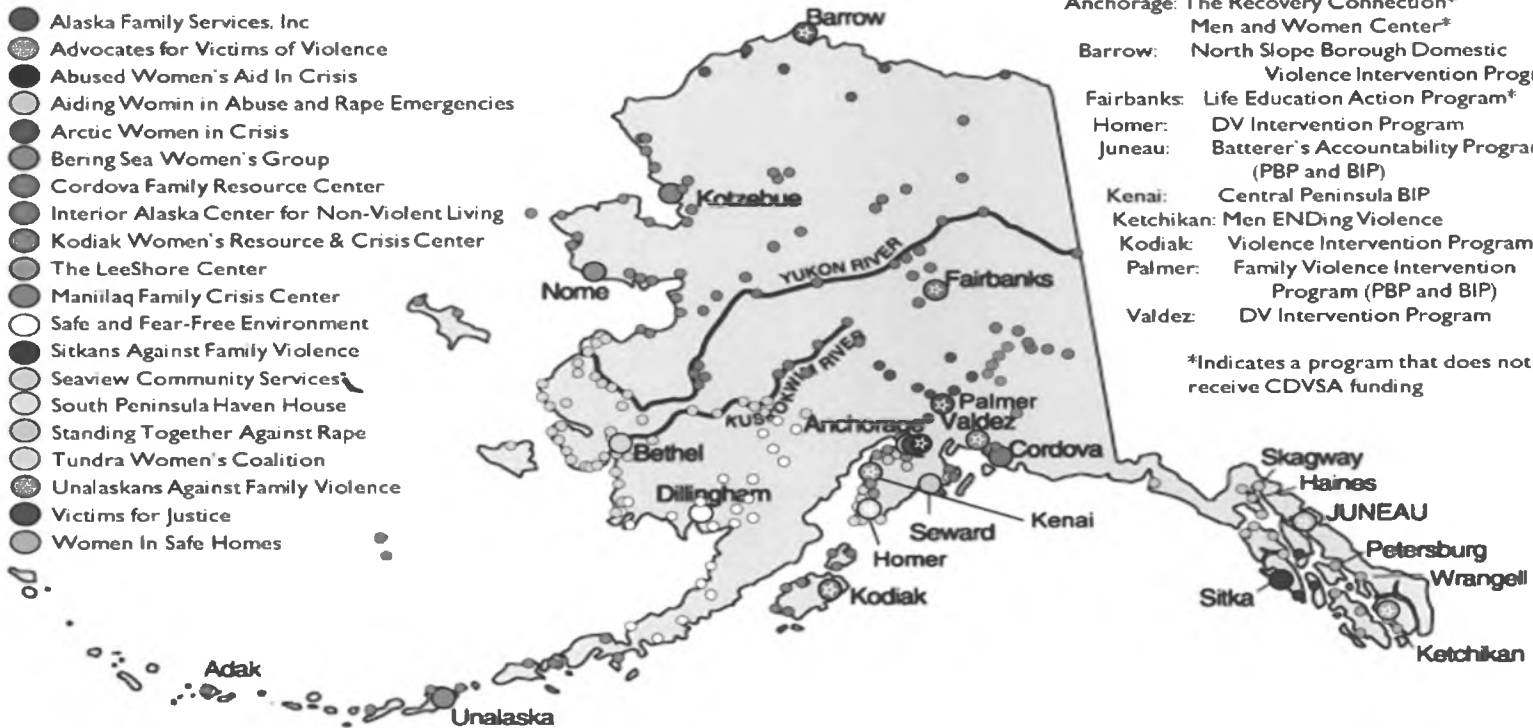 Alaska Family Services, Inc
Advocates for Victims of Violence
Abused Women's Aid In Crisis
Aiding Womin in Abuse and Rape Emergencies
Arctic Women in Crisis
Bering Sea Women's Group
Cordova Family Resource Center
Interior Alaska Center for Non-Violent Living
Kodiak Women's Resource & Crisis Center
The LeeShore Center
Maniilaq Family Crisis Center
Safe and Fear-Free Environment
Sitkans Against Family Violence
Seaview Community Services
South Peninsula Haven House
Standing Together Against Rape
Tundra Women's Coalition
Unalaskans Against Family Violence
Victims for Justice
Women In Safe Homes
Anchorage: The Recovery Connection*
Men and Women Center*
Barrow: North Slope Borough Domestic
Violence Intervention Progr
Fairbanks: Life Education Action Program*
Homer: DV Intervention Program
Juneau: Batterer's Accountability Program
(PBP and BIP)
Kenai: Central Peninsula BIP
Ketchikan: Men ENDing Violence
Kodiak: Violence Intervention Program
Palmer: Family Violence Intervention
Program (PBP and BIP)
Valdez: DV Intervention Program
*Indicates a program that does not
receive CDVSA funding
Barrow
Kotzebue
YUKON RIVER
Nome
Fairbanks
KUSKOKWIM RIVER
Palmer
Anchorage
Valdez
Bethel
Cordova
Dillingham
Kenai
Seward
Homer
Kodiak
Skagway
Haines
JUNEAU
Petersburg
Wrangell
Sitka
Ketchikan
Adak
Unalaska